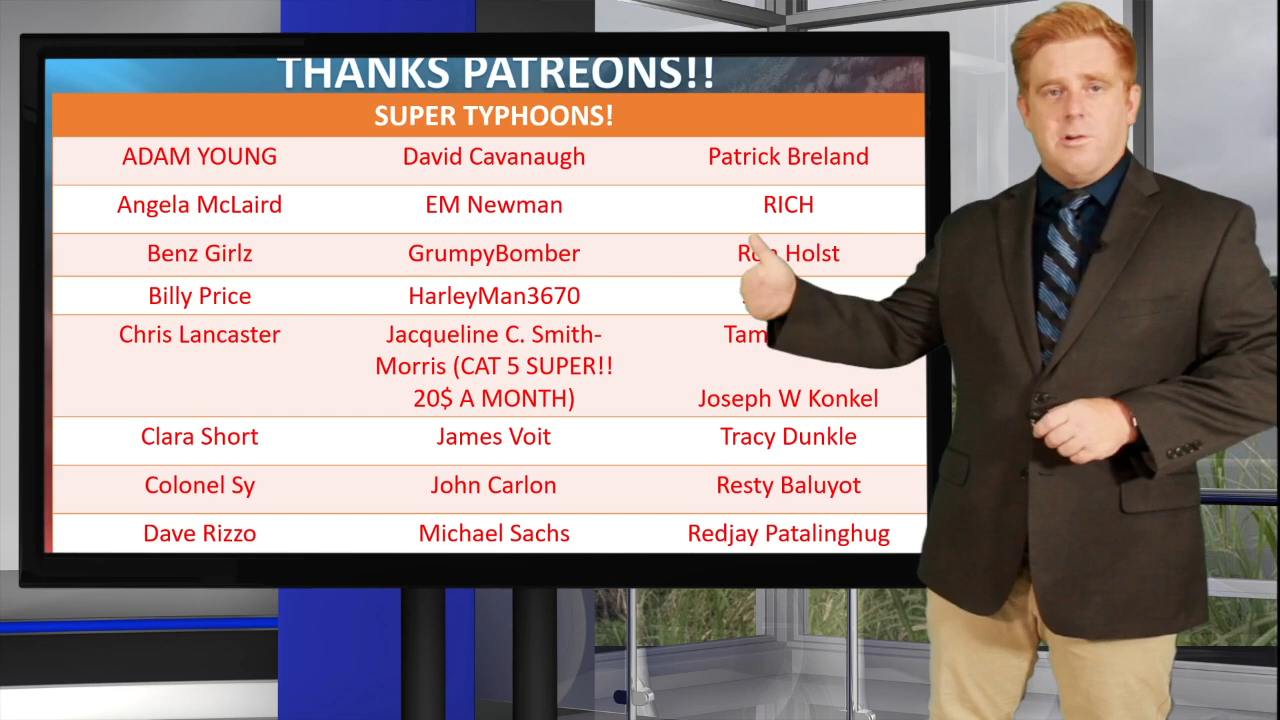 THANKS PATREONS!!
SUPER TYPHOONS!
ADAM YOUNG David Cavanaugh Patrick Breland
Angela McLaird EM Newman RICH
Benz Girlz GrumpyBomber Holst
Billy Price HarleyMan3670
Chris Lancaster Jacqueline C. Smith-
Morris (CAT 5 SUPER!!
20$ A MONTH) Joseph W Konkel
Clara Short James Voit Tracy Dunkle
Colonel Sy John Carlon Resty Baluyot
Dave Rizzo Michael Sachs Redjay Patalinghug